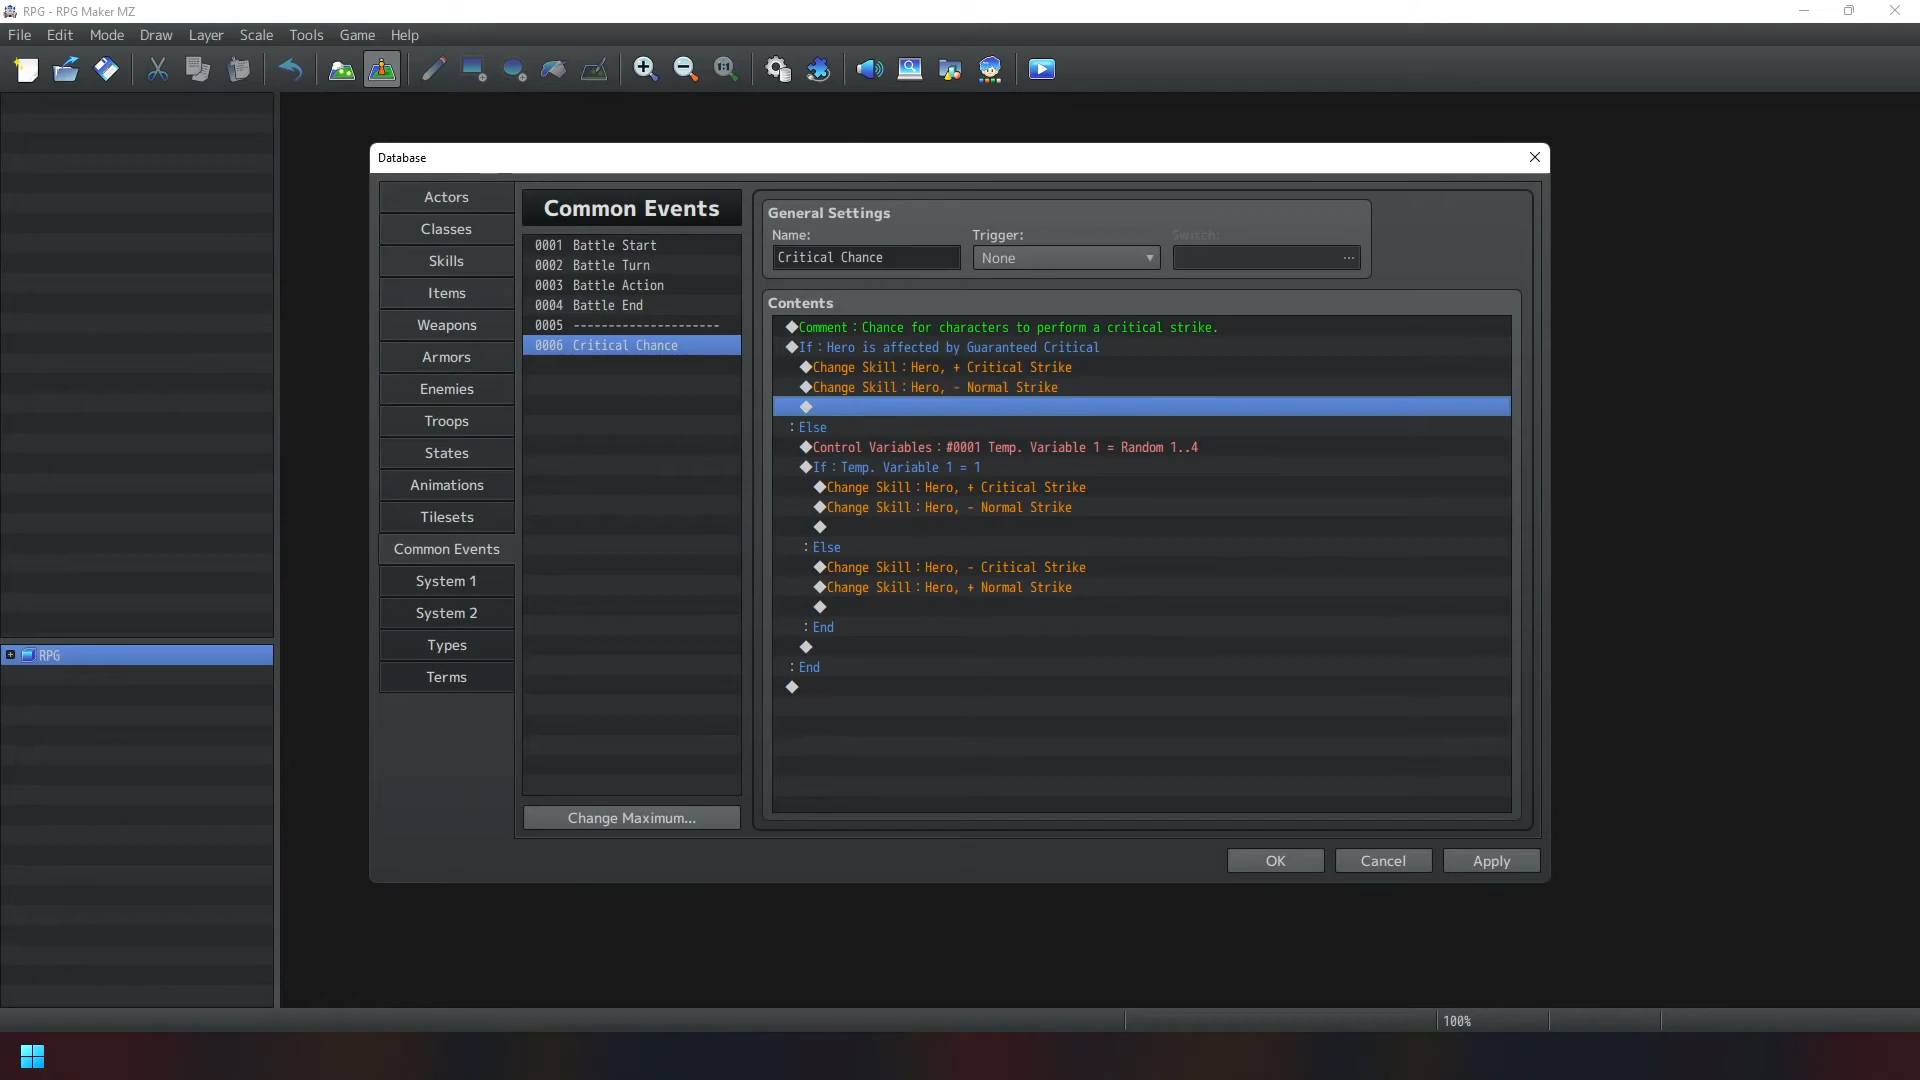 RPG - RPG Maker MZ
File Edit Mode Draw Layer Scale Tools Game Help
1:1
Database
Actors
Classes
Skills
Items
Weapons
Armors
Enemies
Troops
States
Animations
Tilesets
Common Events
System 1
System 2
Types
Terms
Common Events
0001 Battle Start
0002 Battle Turn
0003 Battle Action
0004 Battle End
0005 ---------------------
0006 Critical Chance
Change Maximum...
General Settings
Name: Trigger: Switch:
Critical Chance None ...
Contents
◆Comment : Chance for characters to perform a critical strike.
◆If : Hero is affected by Guaranteed Critical
◆Change Skill : Hero, + Critical Strike
◆Change Skill : Hero, - Normal Strike
◆
: Else
◆Control Variables : #0001 Temp. Variable 1 = Random 1..4
◆If : Temp. Variable 1 = 1
◆Change Skill : Hero, + Critical Strike
◆Change Skill : Hero, - Normal Strike
◆
: Else
◆Change Skill : Hero, - Critical Strike
◆Change Skill : Hero, + Normal Strike
◆
: End
◆
: End
◆
OK Cancel Apply
RPG
100%